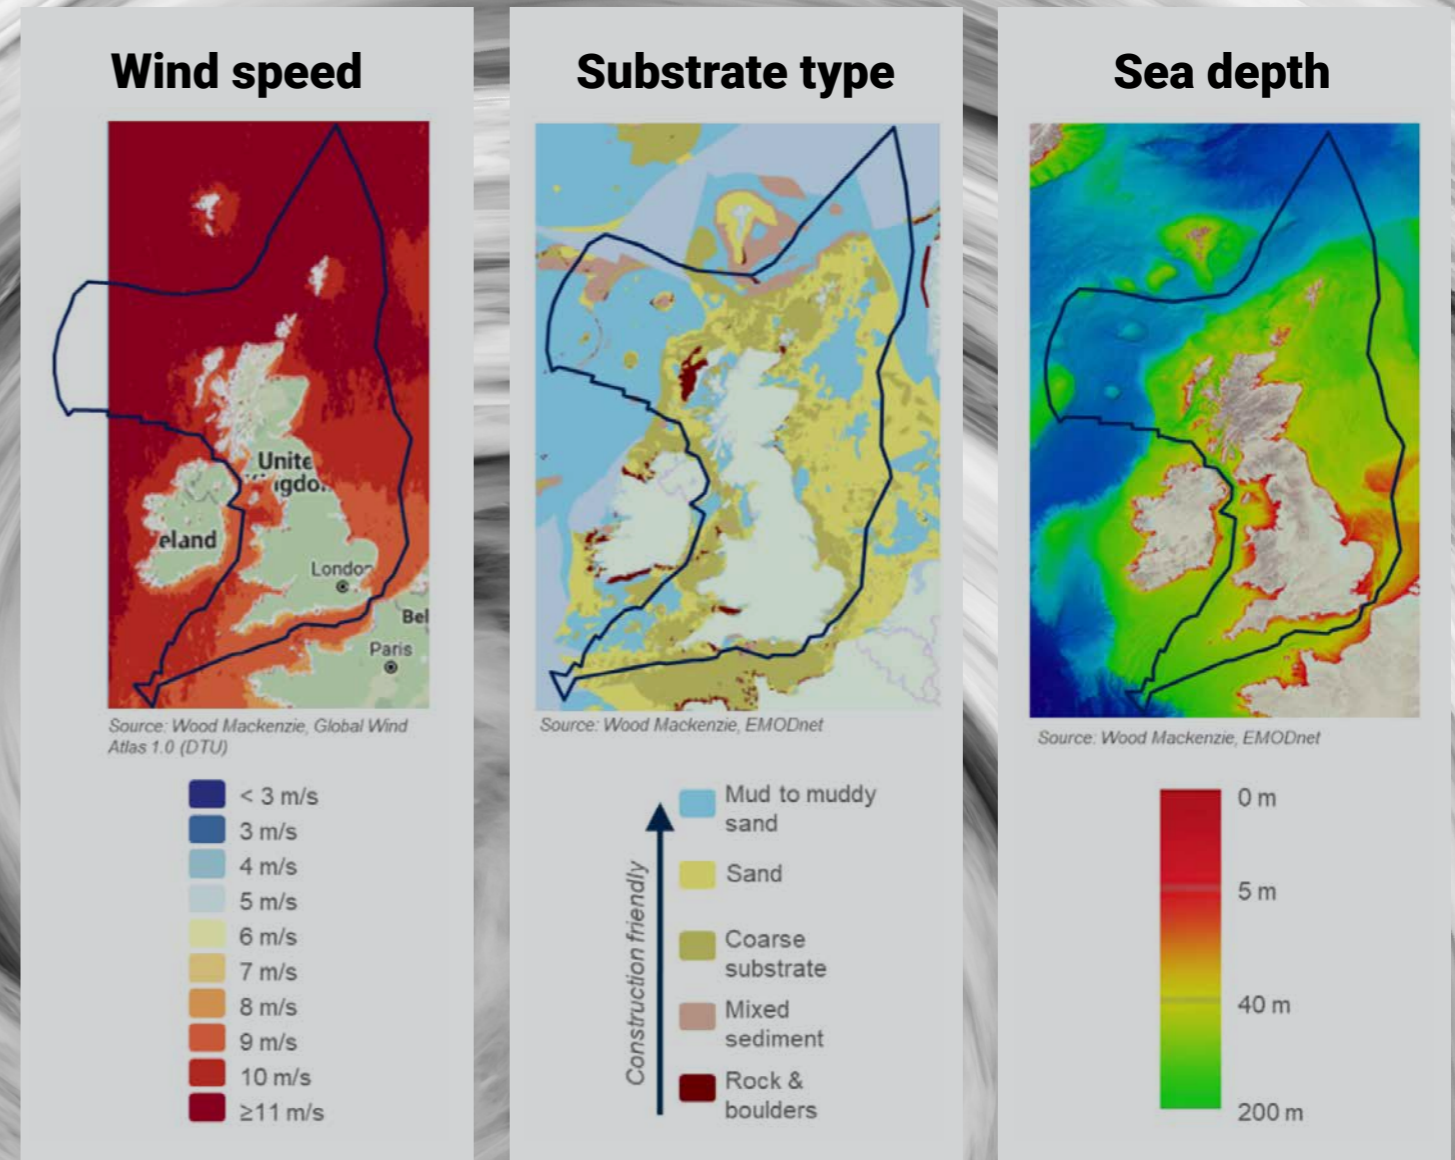 Wind speed
Unite
Kingdo
eland
London
Bel
Paris
Source: Wood Mackenzie, Global Wind
Atlas 1.0 (DTU)
< 3 m/s
3 m/s
4 m/s
5 m/s
6 m/s
7 m/s
8 m/s
9 m/s
10 m/s
≥11 m/s
Substrate type
Source: Wood Mackenzie, EMODnet
Construction friendly
Mud to muddy
sand
Sand
Coarse
substrate
Mixed
sediment
Rock &
boulders
Sea depth
Source: Wood Mackenzie, EMODnet
0 m
5 m
40 m
200 m